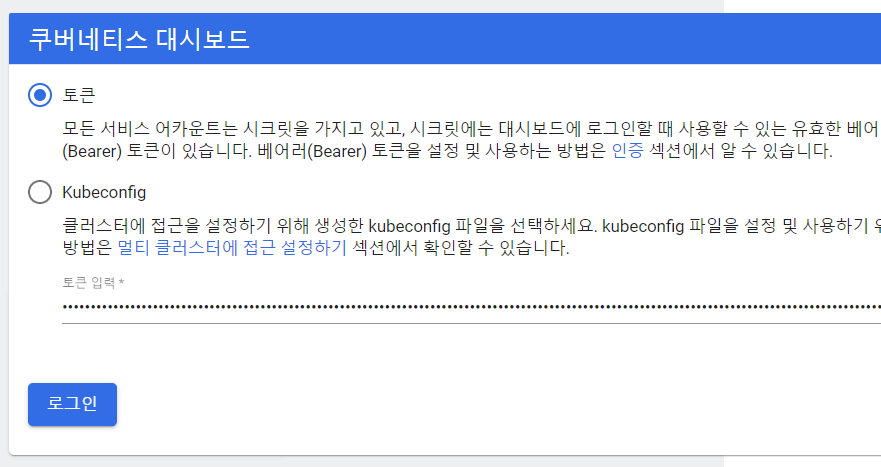 쿠버네티스 대시보드
토큰
모든 서비스 어카운트는 시크릿을 가지고 있고, 시크릿에는 대시보드에 로그인할 때 사용할 수 있는 유효한 베어
(Bearer) 토큰이 있습니다. 베어러(Bearer) 토큰을 설정 및 사용하는 방법은 인증 섹션에서 알 수 있습니다.
Kubeconfig
클러스터에 접근을 설정하기 위해 생성한 kubeconfig 파일을 선택하세요. kubeconfig 파일을 설정 및 사용하기
방법은 멀티 클러스터에 접근 설정하기 섹션에서 확인할 수 있습니다.
토큰 입력 *
로그인